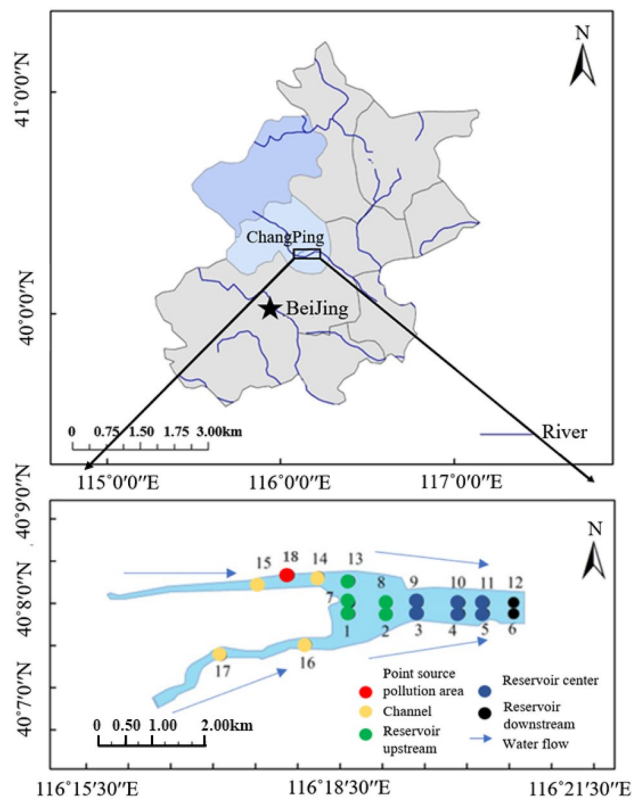 N
41°0′0″N
ChangPing
40°0′0″N
BeiJing
0 0.75 1.50 1.75 3.00km
River
115°0′0″E 116°0′0″E 117°0′0″E
40°9′0″N
N
15 18 14 13
8 9 10 11 12
40°8′0″N
7
1 2 3 4 5 6
17 16
Point source
pollution area
Reservoir center
Channel
Reservoir
downstream
Reservoir
upstream
Water flow
40°7′0″N
0 0.50 1.00 2.00km
116°15′30″E 116°18′30″E 116°21′30″E